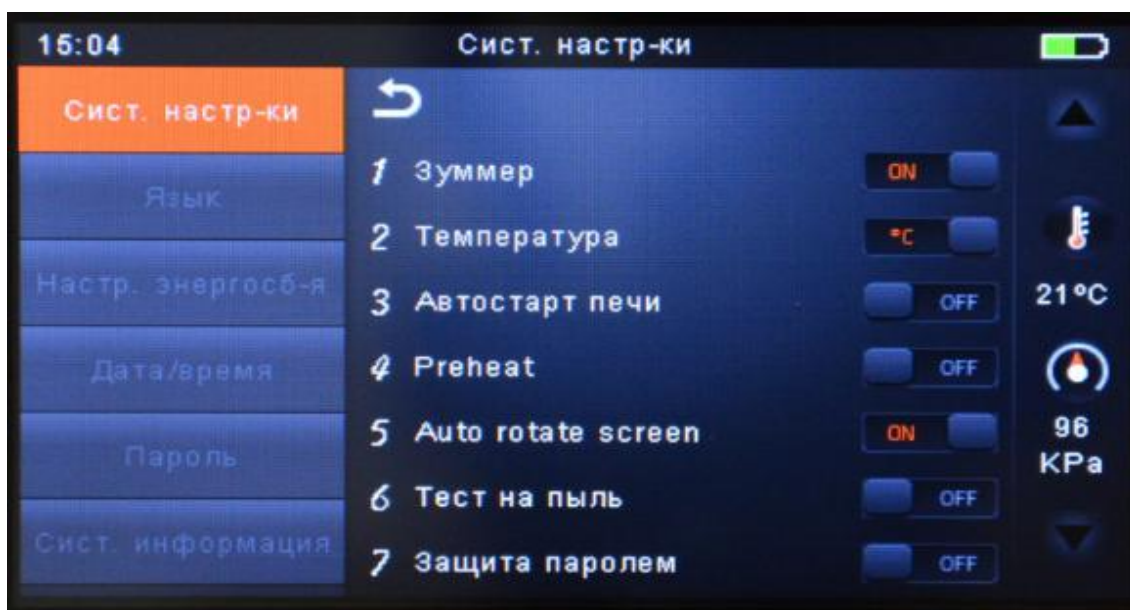 15:04 Сист. настр-ки
Сист. настр-ки
Язык
Настр. энергосб-я
Дата/время
Пароль
Сист. информация
1 Зуммер ON
2 Температура °C
3 Автостарт печи OFF
4 Preheat OFF
5 Auto rotate screen ON
6 Тест на пыль OFF
7 Защита паролем OFF
21°C
96
KPa